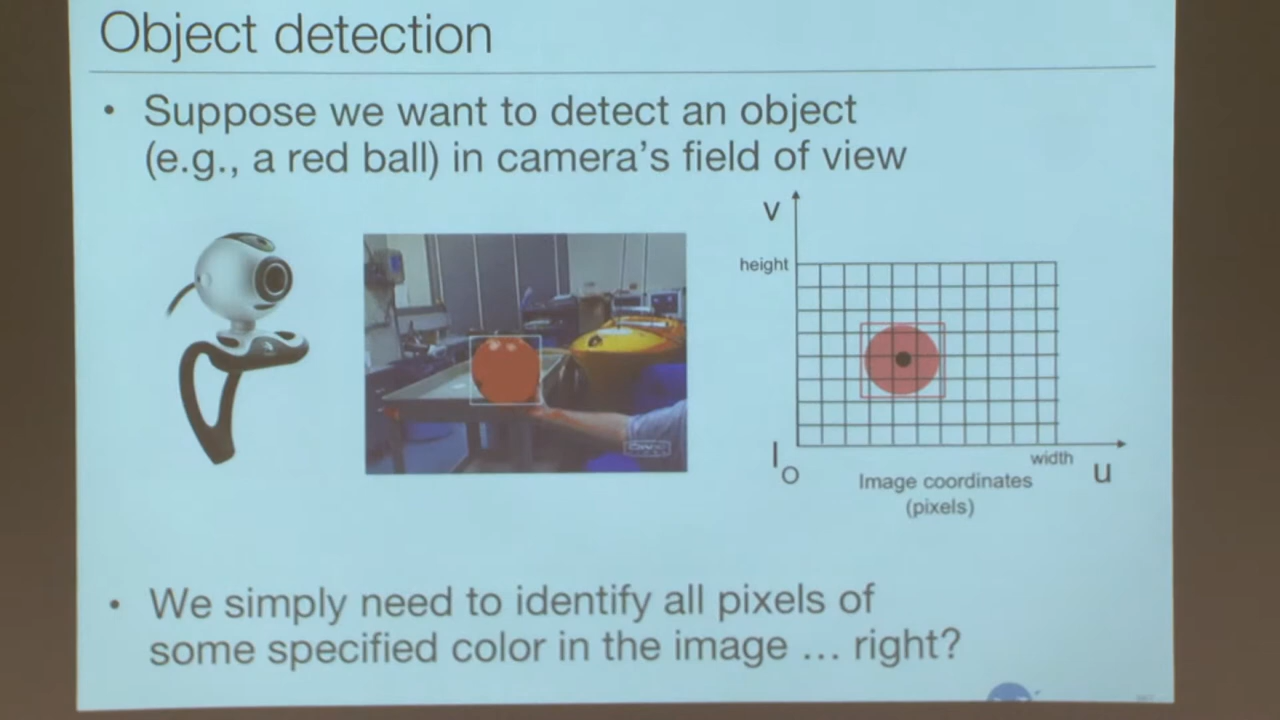 Object detection
• Suppose we want to detect an object
(e.g., a red ball) in camera's field of view
v
height
I
O
width
u
Image coordinates
(pixels)
• We simply need to identify all pixels of
some specified color in the image ... right?